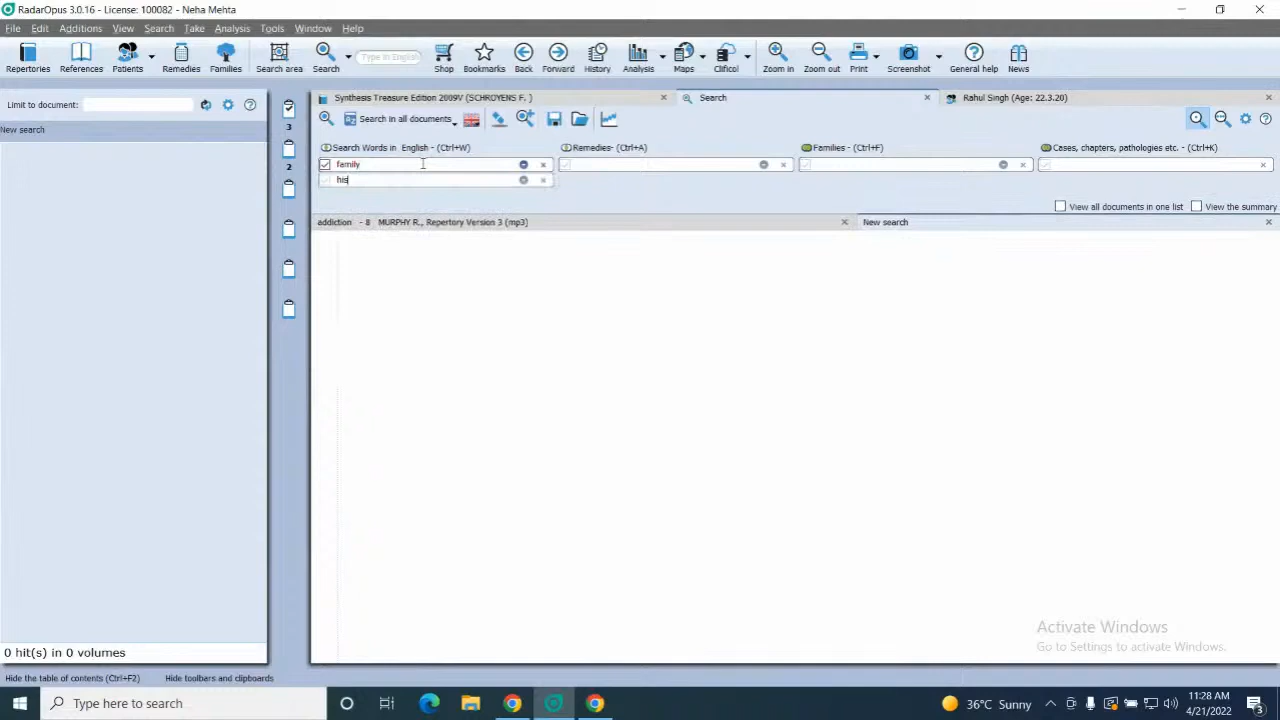 RadarOpus 3.0.16 - License: 100082 - Neha Mehta
File Edit Additions View Search Take Analysis Tools Window Help
Repertories References Patients Remedies Families Search area Search Type in English Shop Bookmarks Back Forward History Analysis Maps Clificol Zoom in Zoom out Print Screenshot General help News
Limit to document:
New search
0 hit(s) in 0 volumes
3
2
Synthesis Treasure Edition 2009V (SCHROYENS F. ) Search Rahul Singh (Age: 22.3.20)
Search in all documents
Search Words in English - (Ctrl+W) Remedies- (Ctrl+A) Families - (Ctrl+F) Cases, chapters, pathologies etc. - (Ctrl+K)
family
his
View all documents in one list View the summary
addiction - 8 MURPHY R., Repertory Version 3 (mp3) New search
Activate Windows
Go to Settings to activate Windows.
Hide the table of contents (Ctrl+F2) Hide toolbars and clipboards
Type here to search
36°C Sunny
11:28 AM
4/21/2022
3